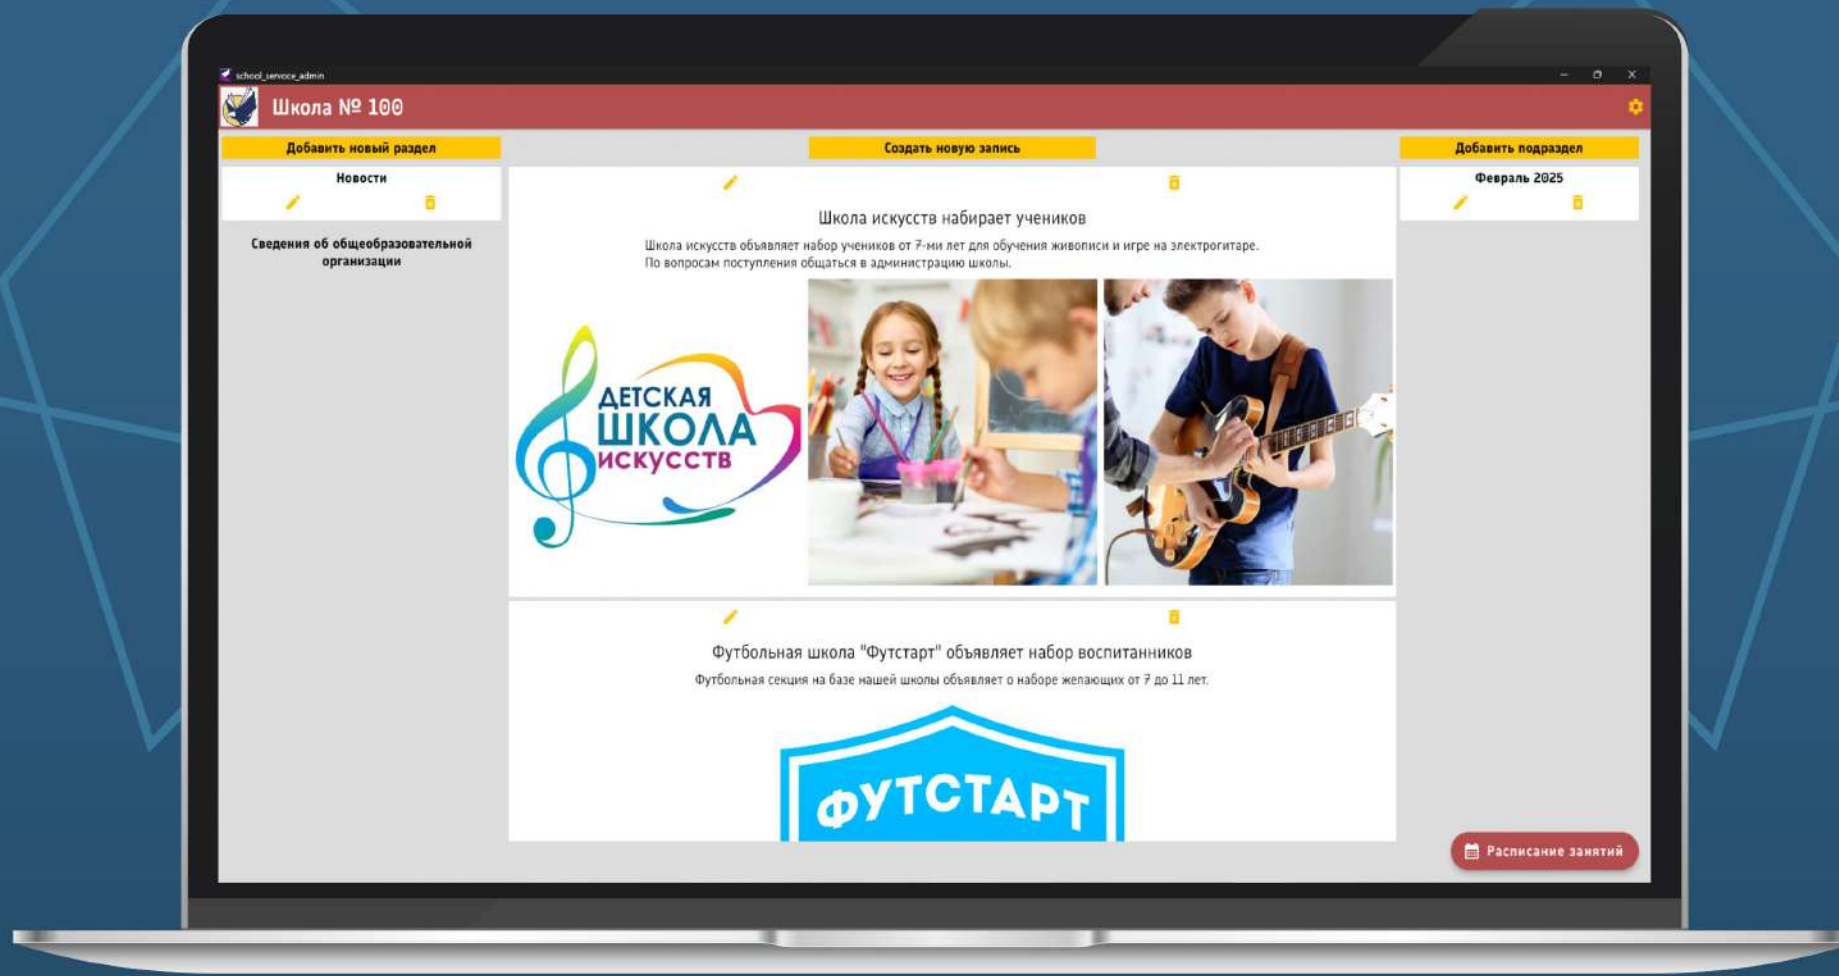 school_servoce_admin
Школа № 100
Добавить новый раздел
Создать новую запись
Добавить подраздел
Новости
Февраль 2025
Сведения об общеобразовательной
организации
Школа искусств набирает учеников
Школа искусств объявляет набор учеников от 7-ми лет для обучения живописи и игре на электрогитаре.
По вопросам поступления общаться в администрацию школы.
ДЕТСКАЯ
ШКОЛА
ИСКУССТВ
Футбольная школа "Футстарт" объявляет набор воспитанников
Футбольная секция на базе нашей школы объявляет о наборе желающих от 7 до 11 лет.
ФУТСТАРТ
Расписание занятий